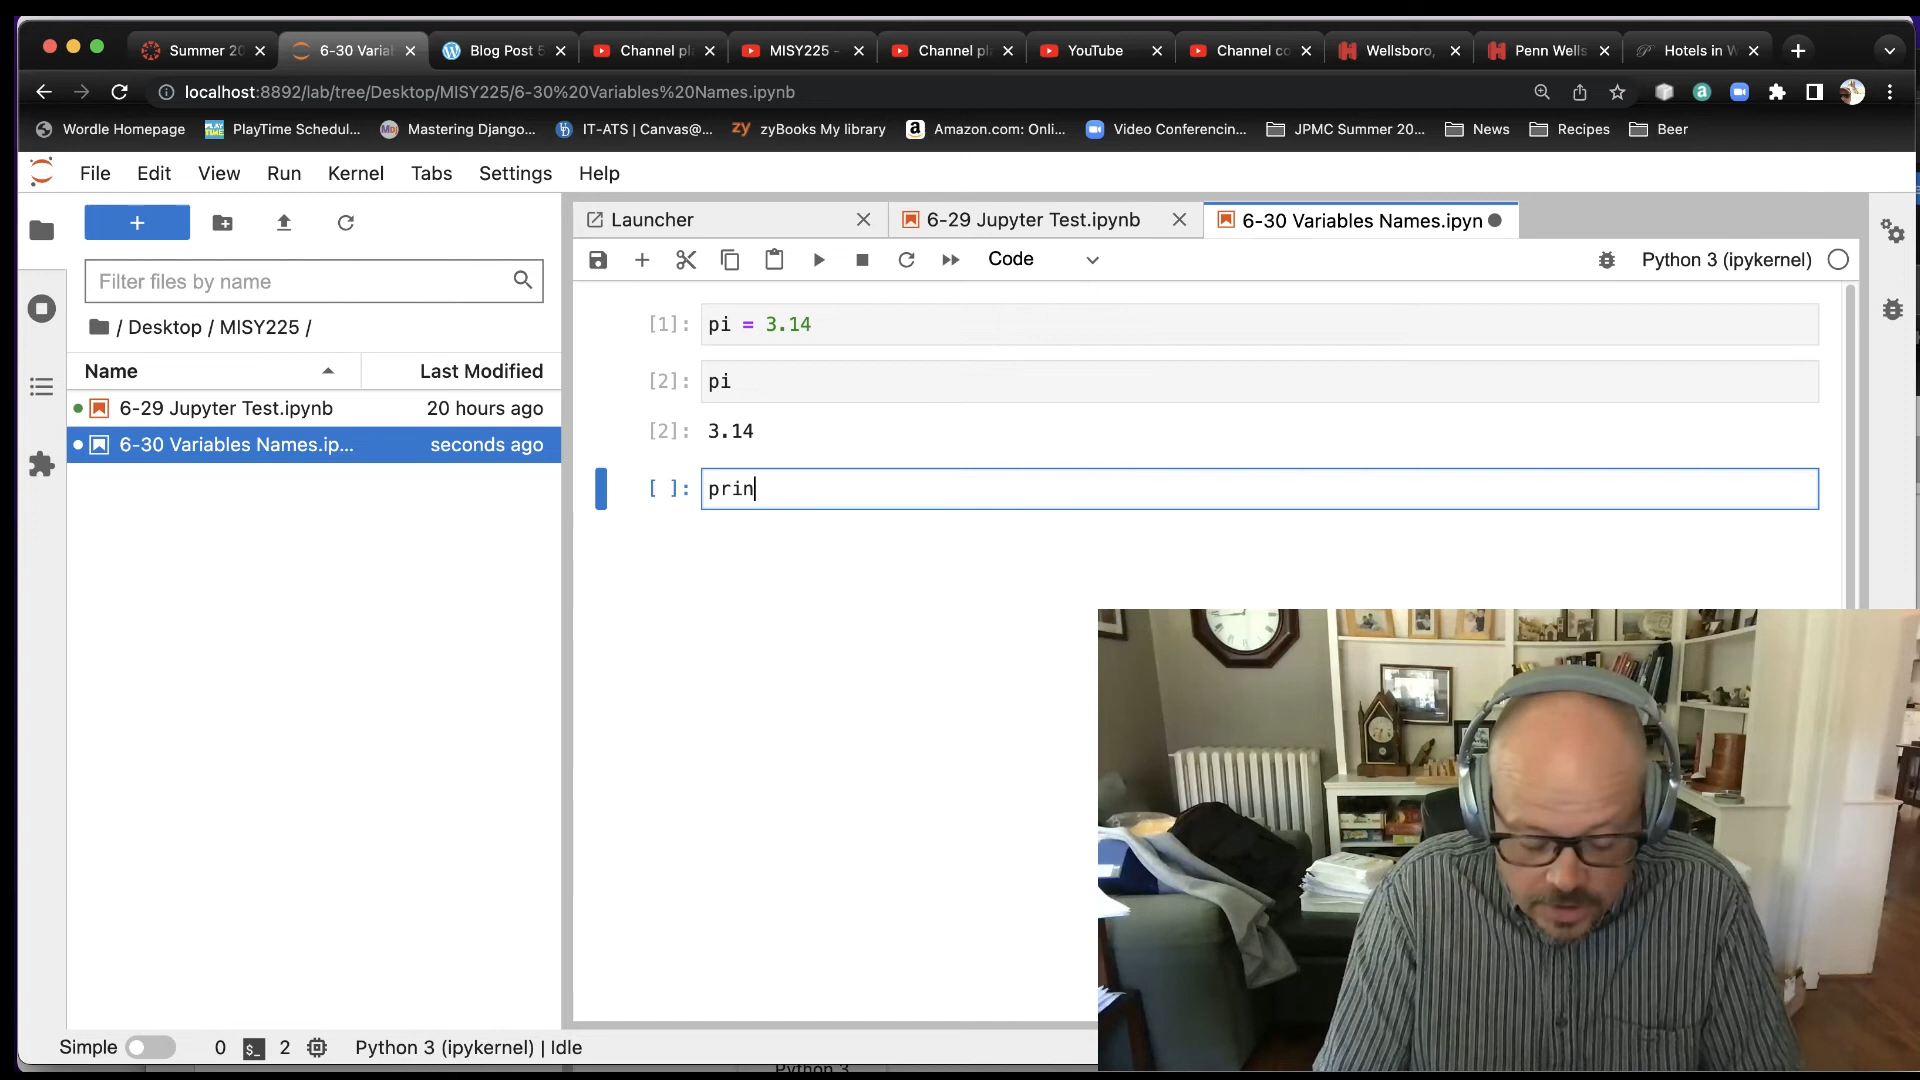 Summer 20
6-30 Varia
Blog Post 5
Channel pl
MISY225 -
Channel pl
YouTube
Channel co
Wellsboro,
Penn Wells
Hotels in W
localhost:8892/lab/tree/Desktop/MISY225/6-30%20Variables%20Names.ipynb
Wordle Homepage
PlayTime Schedul...
Mastering Django...
IT-ATS | Canvas@...
zyBooks My library
Amazon.com: Onli...
Video Conferencin...
JPMC Summer 20...
News
Recipes
Beer
File Edit View Run Kernel Tabs Settings Help
Launcher
6-29 Jupyter Test.ipynb
6-30 Variables Names.ipyn
Code
Python 3 (ipykernel)
Filter files by name
/ Desktop / MISY225 /
Name
Last Modified
6-29 Jupyter Test.ipynb
20 hours ago
6-30 Variables Names.ip...
seconds ago
[1]: pi = 3.14
[2]: pi
[2]: 3.14
[ ]: prin
Simple
0
2
Python 3 (ipykernel) | Idle
Python 3